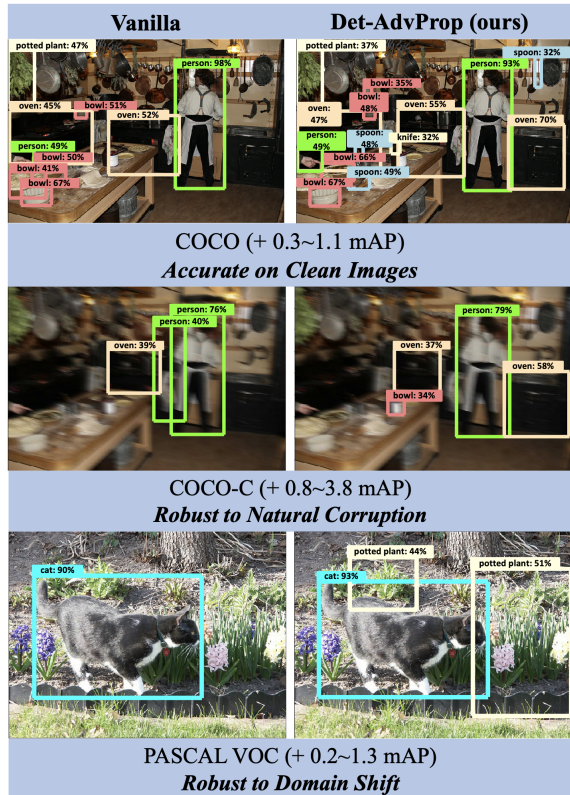 Vanilla
Det-AdvProp (ours)
potted plant: 47%
person: 98%
oven: 45%
bowl: 51%
oven: 52%
person: 49%
bowl: 50%
bowl: 41%
bowl: 67%
potted plant: 37%
spoon: 32%
person: 93%
bowl: 35%
bowl: 48%
oven: 55%
oven: 47%
oven: 70%
knife: 32%
person: 49%
spoon: 48%
bowl: 66%
spoon: 49%
bowl: 67%
COCO (+ 0.3~1.1 mAP)
Accurate on Clean Images
person: 76%
person: 40%
oven: 39%
person: 79%
oven: 37%
oven: 58%
bowl: 34%
COCO-C (+ 0.8~3.8 mAP)
Robust to Natural Corruption
cat: 90%
potted plant: 44%
potted plant: 51%
cat: 93%
PASCAL VOC (+ 0.2~1.3 mAP)
Robust to Domain Shift